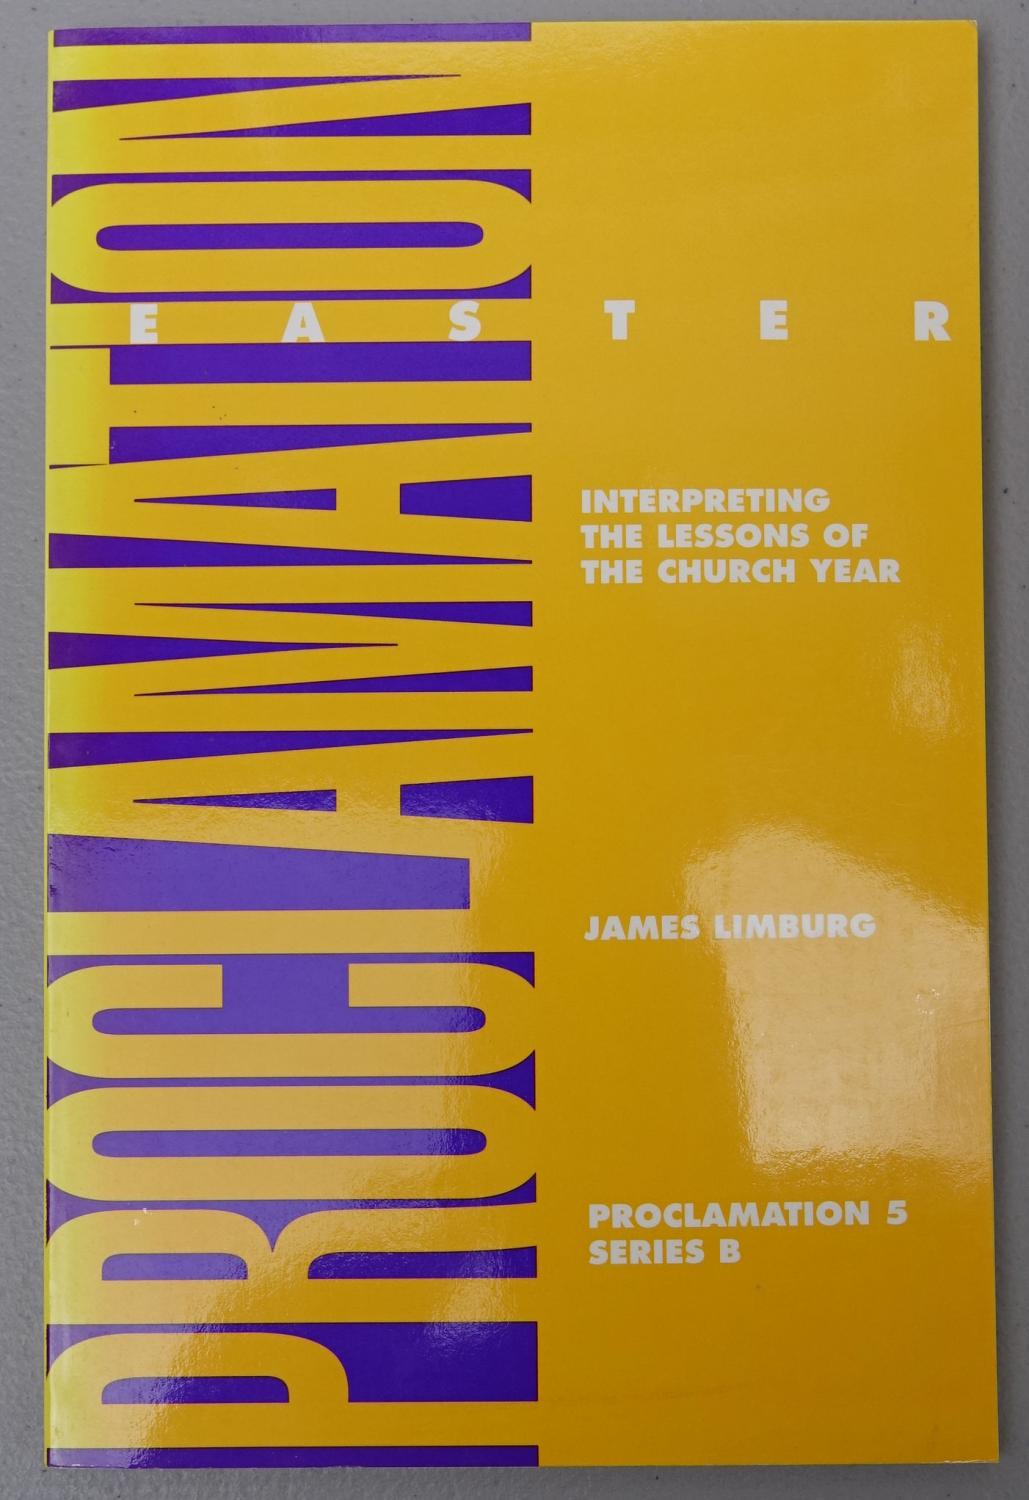 PROCLAMATION
EASTER
INTERPRETING
THE LESSONS OF
THE CHURCH YEAR
JAMES LIMBURG
PROCLAMATION 5
SERIES B